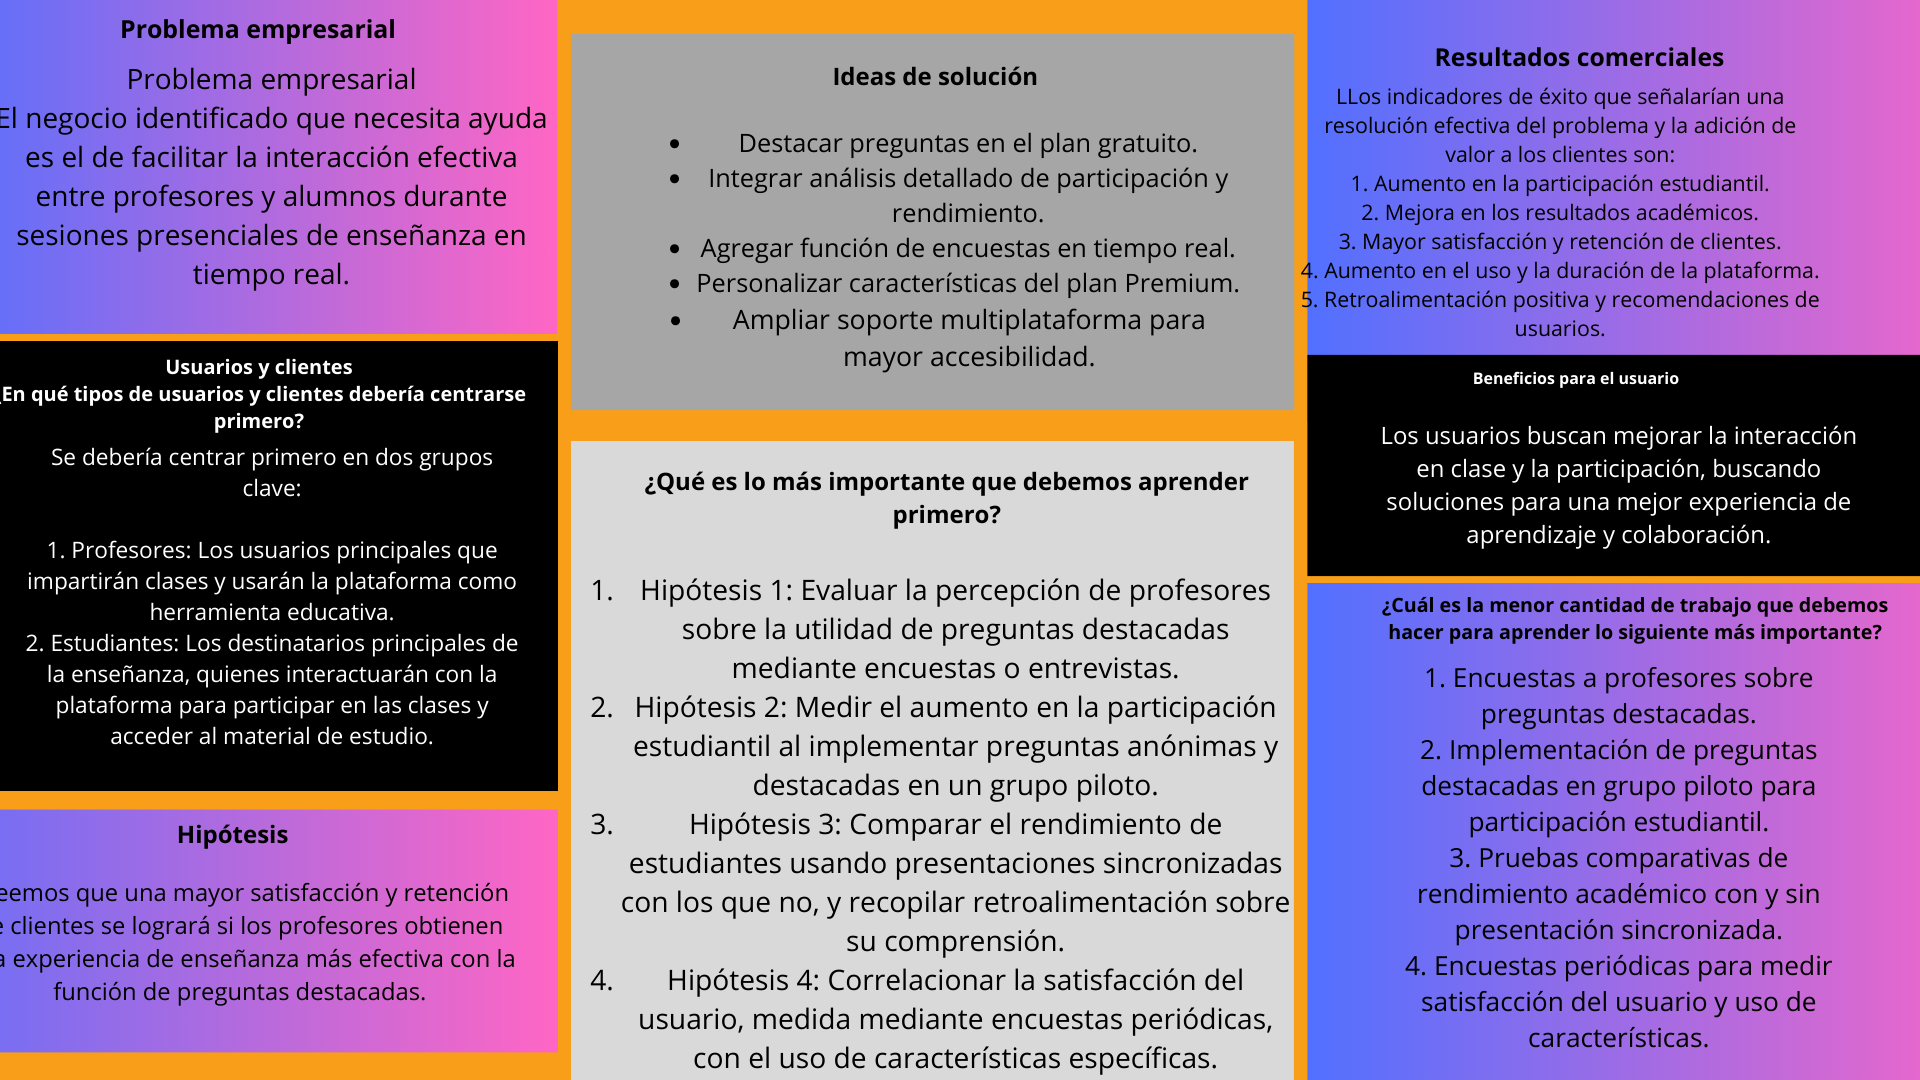 Problema empresarial
Problema empresarial
El negocio identificado que necesita ayuda
es el de facilitar la interacción efectiva
entre profesores y alumnos durante
sesiones presenciales de enseñanza en
tiempo real.
Usuarios y clientes
¿En qué tipos de usuarios y clientes debería centrarse
primero?
Se debería centrar primero en dos grupos
clave:
1. Profesores: Los usuarios principales que
impartirán clases y usarán la plataforma como
herramienta educativa.
2. Estudiantes: Los destinatarios principales de
la enseñanza, quienes interactuarán con la
plataforma para participar en las clases y
acceder al material de estudio.
Hipótesis
eemos que una mayor satisfacción y retención
e clientes se logrará si los profesores obtienen
a experiencia de enseñanza más efectiva con la
función de preguntas destacadas.
Ideas de solución
• Destacar preguntas en el plan gratuito.
• Integrar análisis detallado de participación y
rendimiento.
• Agregar función de encuestas en tiempo real.
• Personalizar características del plan Premium.
• Ampliar soporte multiplataforma para
mayor accesibilidad.
¿Qué es lo más importante que debemos aprender
primero?
1. Hipótesis 1: Evaluar la percepción de profesores
sobre la utilidad de preguntas destacadas
mediante encuestas o entrevistas.
2. Hipótesis 2: Medir el aumento en la participación
estudiantil al implementar preguntas anónimas y
destacadas en un grupo piloto.
3. Hipótesis 3: Comparar el rendimiento de
estudiantes usando presentaciones sincronizadas
con los que no, y recopilar retroalimentación sobre
su comprensión.
4. Hipótesis 4: Correlacionar la satisfacción del
usuario, medida mediante encuestas periódicas,
con el uso de características específicas.
Resultados comerciales
LLos indicadores de éxito que señalarían una
resolución efectiva del problema y la adición de
valor a los clientes son:
1. Aumento en la participación estudiantil.
2. Mejora en los resultados académicos.
3. Mayor satisfacción y retención de clientes.
4. Aumento en el uso y la duración de la plataforma.
5. Retroalimentación positiva y recomendaciones de
usuarios.
Beneficios para el usuario
Los usuarios buscan mejorar la interacción
en clase y la participación, buscando
soluciones para una mejor experiencia de
aprendizaje y colaboración.
¿Cuál es la menor cantidad de trabajo que debemos
hacer para aprender lo siguiente más importante?
1. Encuestas a profesores sobre
preguntas destacadas.
2. Implementación de preguntas
destacadas en grupo piloto para
participación estudiantil.
3. Pruebas comparativas de
rendimiento académico con y sin
presentación sincronizada.
4. Encuestas periódicas para medir
satisfacción del usuario y uso de
características.